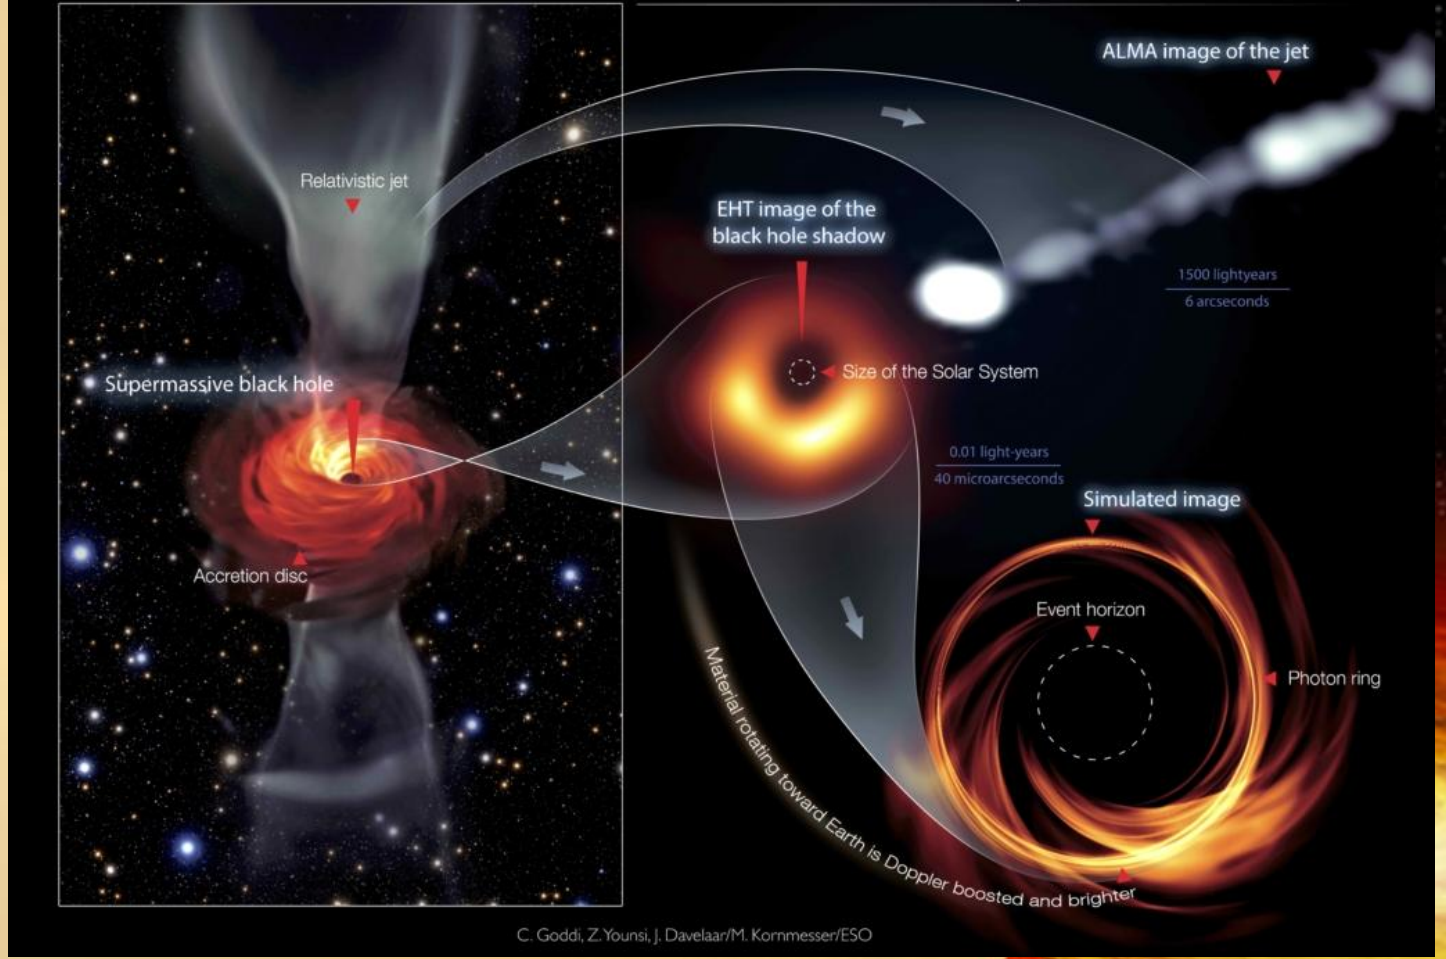 ALMA image of the jet
Relativistic jet
EHT image of the
black hole shadow
1500 lightyears
6 arcseconds
Supermassive black hole
Size of the Solar System
0.01 light-years
40 microarcseconds
Simulated image
Accretion disc
Event horizon
Photon ring
Material rotating toward Earth is Doppler boosted and brighter
C. Goddi, Z. Younsi, J. Davelaar/M. Kornmesser/ESO